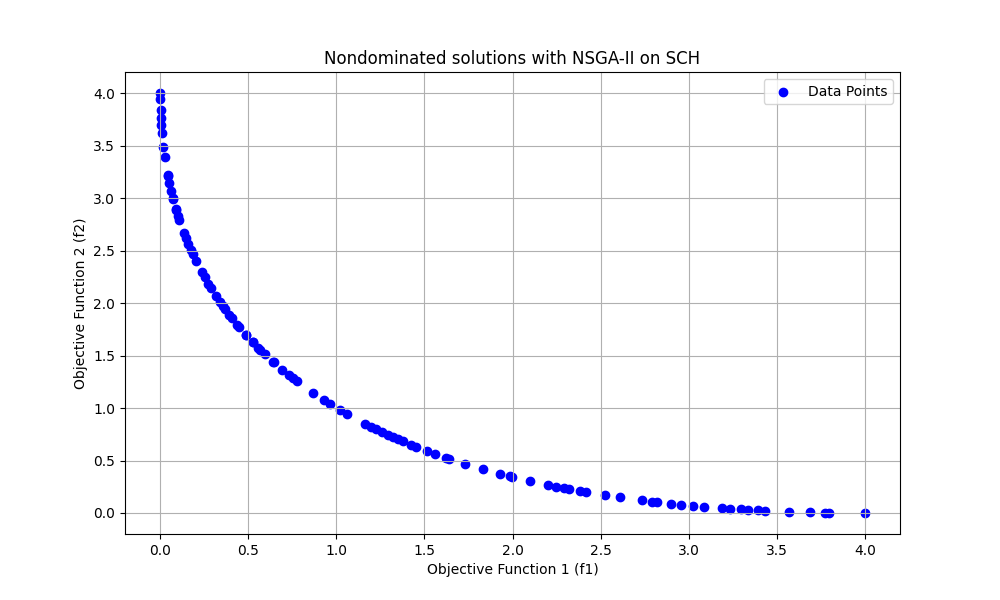 Nondominated solutions with NSGA-II on SCH
Data Points
Objective Function 2 (f2)
4.0
3.5
3.0
2.5
2.0
1.5
1.0
0.5
0.0
0.0 0.5 1.0 1.5 2.0 2.5 3.0 3.5 4.0
Objective Function 1 (f1)